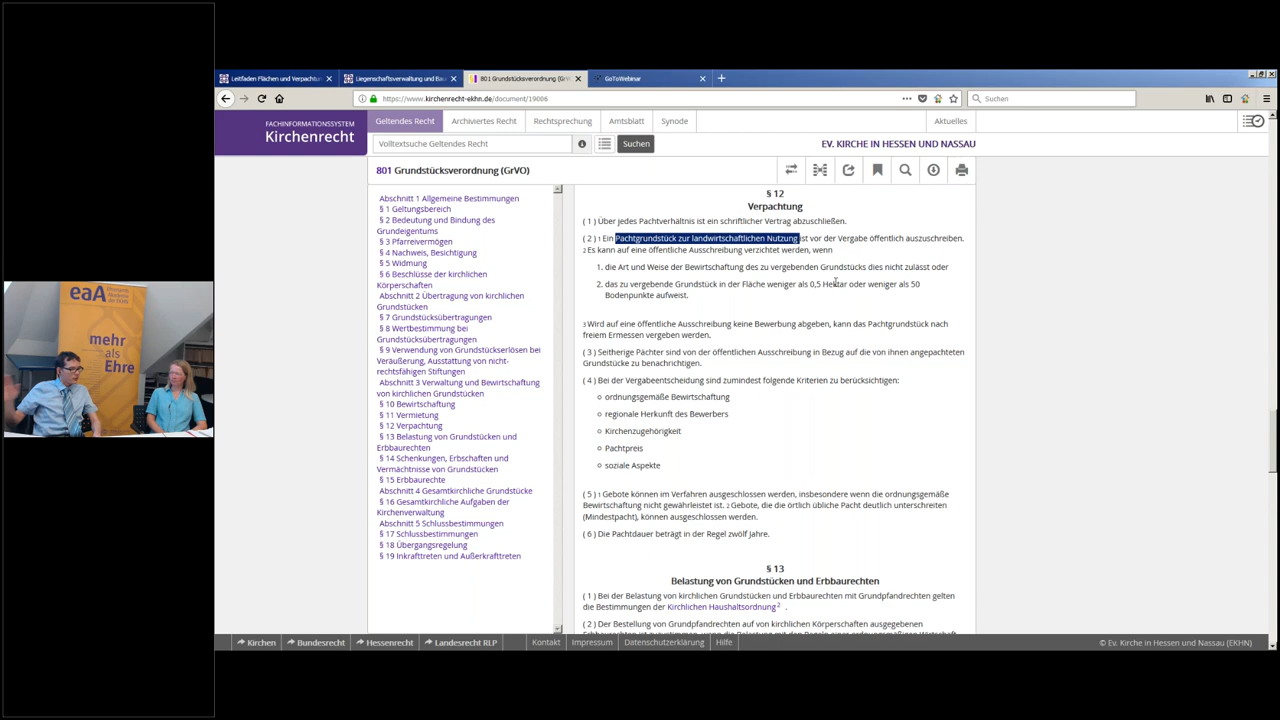 Leitfaden Flächen und Verpachtun
Liegenschaftsverwaltung und Bau
801 Grundstücksverordnung (GrV
GoToWebinar
https://www.kirchenrecht-ekhn.de/document/19006
Suchen
FACHINFORMATIONSSYSTEM
Kirchenrecht
Geltendes Recht
Archiviertes Recht
Rechtsprechung
Amtsblatt
Synode
Aktuelles
Volltextsuche Geltendes Recht
Suchen
EV. KIRCHE IN HESSEN UND NASSAU
801 Grundstücksverordnung (GrVO)
Abschnitt 1 Allgemeine Bestimmungen
§ 1 Geltungsbereich
§ 2 Bedeutung und Bindung des
Grundeigentums
§ 3 Pfarreivermögen
§ 4 Nachweis, Besichtigung
§ 5 Widmung
§ 6 Beschlüsse der kirchlichen
Körperschaften
Abschnitt 2 Übertragung von kirchlichen
Grundstücken
§ 7 Grundstücksübertragungen
§ 8 Wertbestimmung bei
Grundstücksübertragungen
§ 9 Verwendung von Grundstückserlösen bei
Veräußerung, Ausstattung von nicht-
rechtsfähigen Stiftungen
Abschnitt 3 Verwaltung und Bewirtschaftung
von kirchlichen Grundstücken
§ 10 Bewirtschaftung
§ 11 Vermietung
§ 12 Verpachtung
§ 13 Belastung von Grundstücken und
Erbbaurechten
§ 14 Schenkungen, Erbschaften und
Vermächtnisse von Grundstücken
§ 15 Erbbaurechte
Abschnitt 4 Gesamtkirchliche Grundstücke
§ 16 Gesamtkirchliche Aufgaben der
Kirchenverwaltung
Abschnitt 5 Schlussbestimmungen
§ 17 Schlussbestimmungen
§ 18 Übergangsregelung
§ 19 Inkrafttreten und Außerkrafttreten
§ 12
Verpachtung
( 1 ) Über jedes Pachtverhältnis ist ein schriftlicher Vertrag abzuschließen.
( 2 ) 1 Ein Pachtgrundstück zur landwirtschaftlichen Nutzung ist vor der Vergabe öffentlich auszuschreiben.
2 Es kann auf eine öffentliche Ausschreibung verzichtet werden, wenn
1. die Art und Weise der Bewirtschaftung des zu vergebenden Grundstücks dies nicht zulässt oder
2. das zu vergebende Grundstück in der Fläche weniger als 0,5 Hektar oder weniger als 50
Bodenpunkte aufweist.
3 Wird auf eine öffentliche Ausschreibung keine Bewerbung abgeben, kann das Pachtgrundstück nach
freiem Ermessen vergeben werden.
( 3 ) Seitherige Pächter sind von der öffentlichen Ausschreibung in Bezug auf die von ihnen angepachteten
Grundstücke zu benachrichtigen.
( 4 ) Bei der Vergabeentscheidung sind zumindest folgende Kriterien zu berücksichtigen:
ordnungsgemäße Bewirtschaftung
regionale Herkunft des Bewerbers
Kirchenzugehörigkeit
Pachtpreis
soziale Aspekte
( 5 ) 1 Gebote können im Verfahren ausgeschlossen werden, insbesondere wenn die ordnungsgemäße
Bewirtschaftung nicht gewährleistet ist. 2 Gebote, die die örtlich übliche Pacht deutlich unterschreiten
(Mindestpacht), können ausgeschlossen werden.
( 6 ) Die Pachtdauer beträgt in der Regel zwölf Jahre.
§ 13
Belastung von Grundstücken und Erbbaurechten
( 1 ) Bei der Belastung von kirchlichen Grundstücken und Erbbaurechten mit Grundpfandrechten gelten
die Bestimmungen der Kirchlichen Haushaltsordnung 2 .
( 2 ) Der Bestellung von Grundpfandrechten auf von kirchlichen Körperschaften ausgegebenen
Kirchen
Bundesrecht
Hessenrecht
Landesrecht RLP
Kontakt
Impressum
Datenschutzerklärung
Hilfe
© Ev. Kirche in Hessen und Nassau (EKHN)
eaA
mehr
als
Ehre